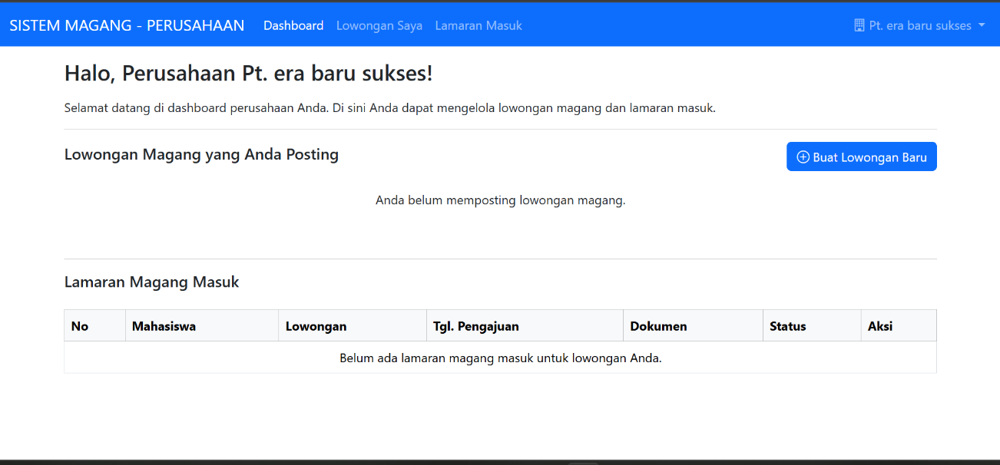 SISTEM MAGANG - PERUSAHAAN Dashboard Lowongan Saya Lamaran Masuk Pt. era baru sukses
Halo, Perusahaan Pt. era baru sukses!
Selamat datang di dashboard perusahaan Anda. Di sini Anda dapat mengelola lowongan magang dan lamaran masuk.
Lowongan Magang yang Anda Posting Buat Lowongan Baru
Anda belum memposting lowongan magang.
Lamaran Magang Masuk
No Mahasiswa Lowongan Tgl. Pengajuan Dokumen Status Aksi
Belum ada lamaran magang masuk untuk lowongan Anda.